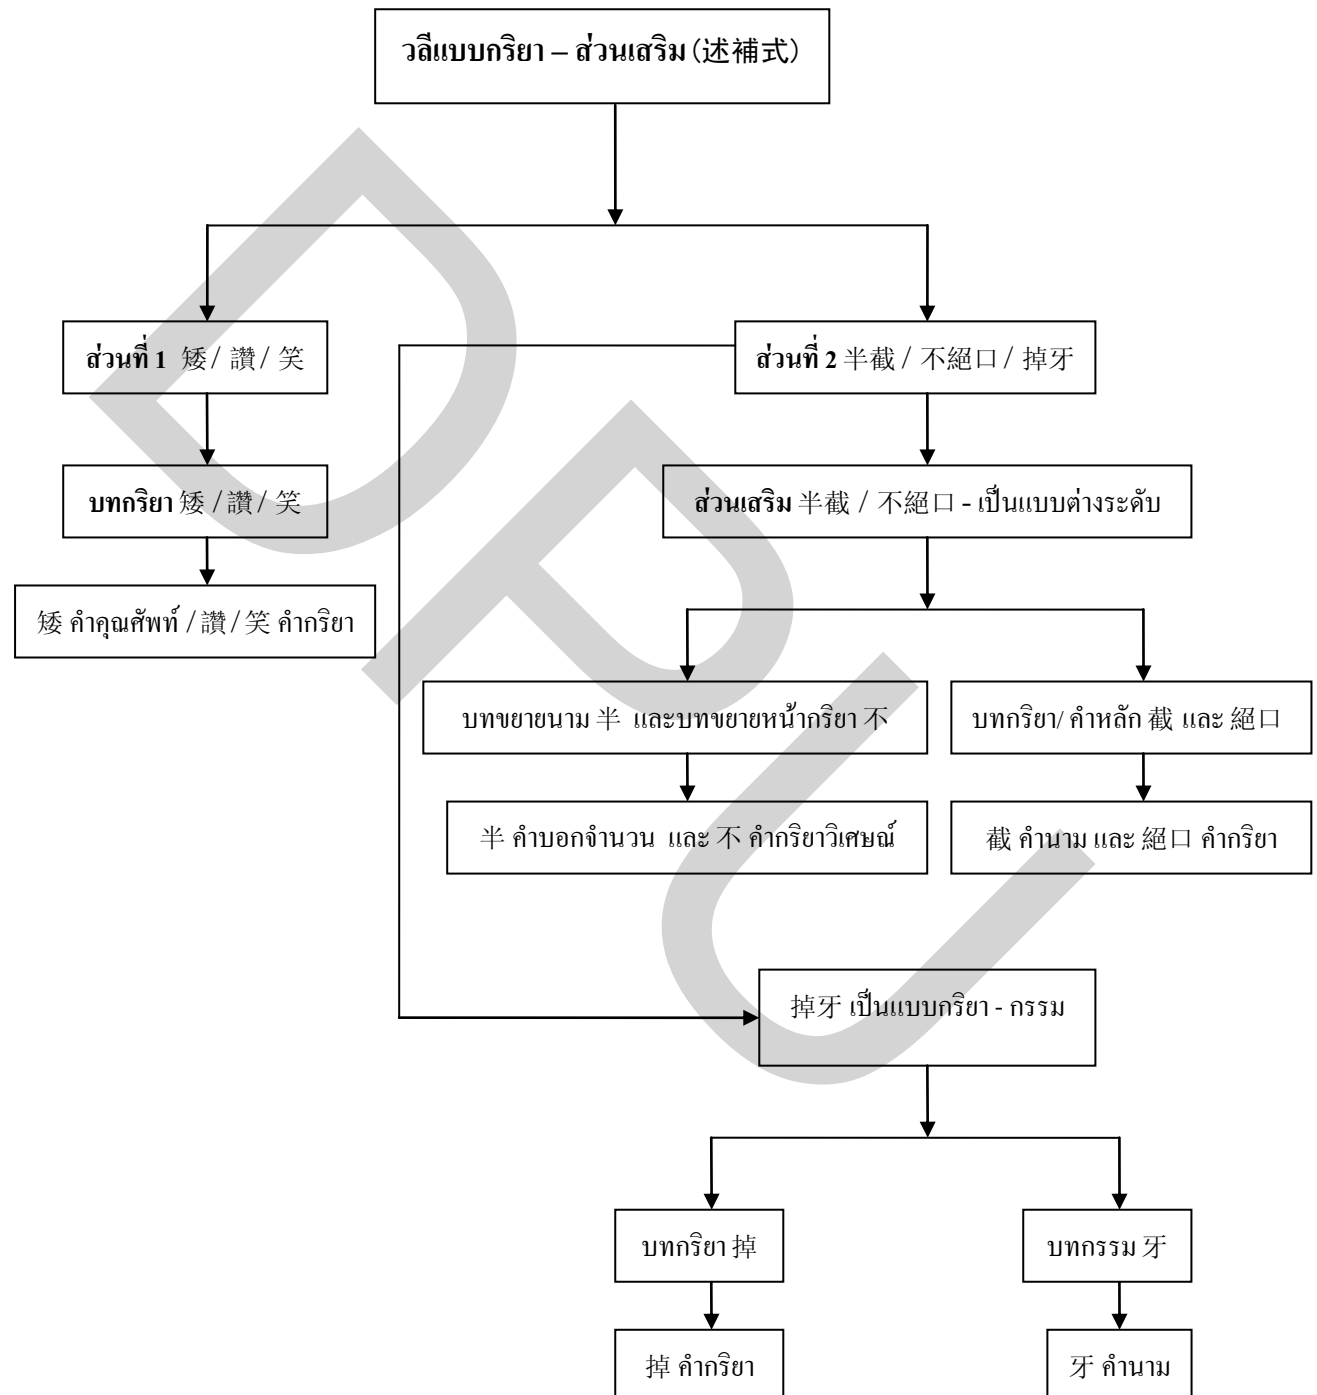 วลีแบบกริยา – ส่วนเสริม (述補式)
ส่วนที่ 1 矮 / 讚 / 笑
ส่วนที่ 2 半截 / 不絕口 / 掉牙
บทกริยา 矮 / 讚 / 笑
ส่วนเสริม 半截 / 不絕口 - เป็นแบบต่างระดับ
矮 คำคุณศัพท์ / 讚 / 笑 คำกริยา
บทขยายนาม 半 และบทขยายหน้ากริยา 不
บทกริยา/ คำหลัก 截 และ 絕口
半 คำบอกจำนวน และ 不 คำกริยาวิเศษณ์
截 คำนาม และ 絕口 คำกริยา
掉牙 เป็นแบบกริยา - กรรม
บทกริยา 掉
บทกรรม 牙
掉 คำกริยา
牙 คำนาม
DPU